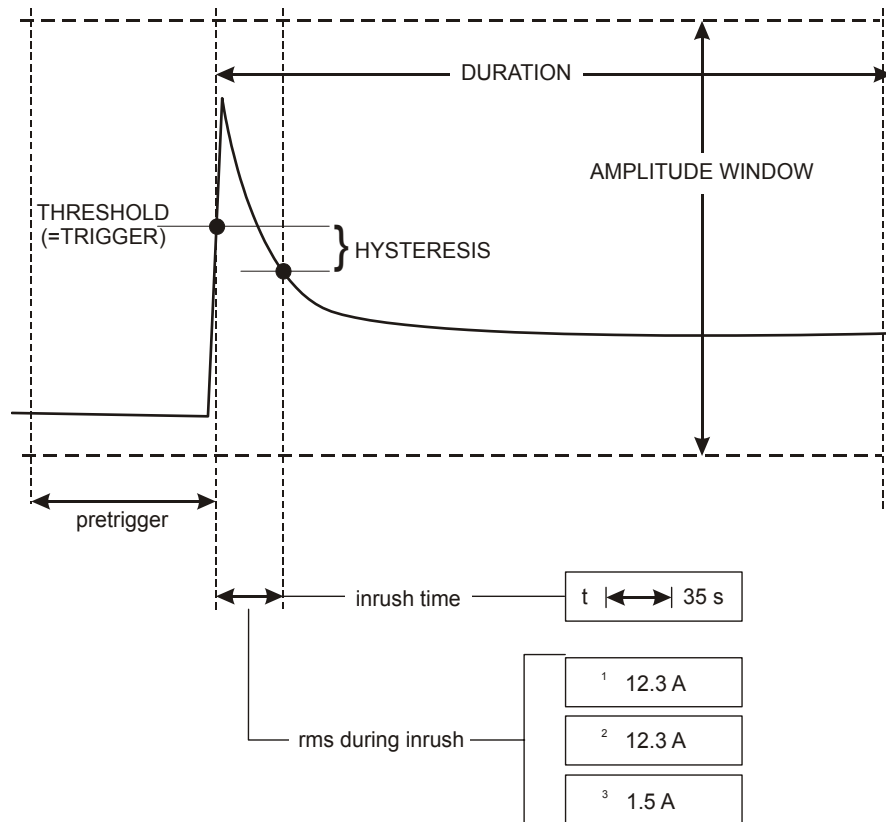 DURATION
AMPLITUDE WINDOW
THRESHOLD
(=TRIGGER)
} HYSTERESIS
pretrigger
inrush time
t 35 s
1 12.3 A
rms during inrush
2 12.3 A
3 1.5 A